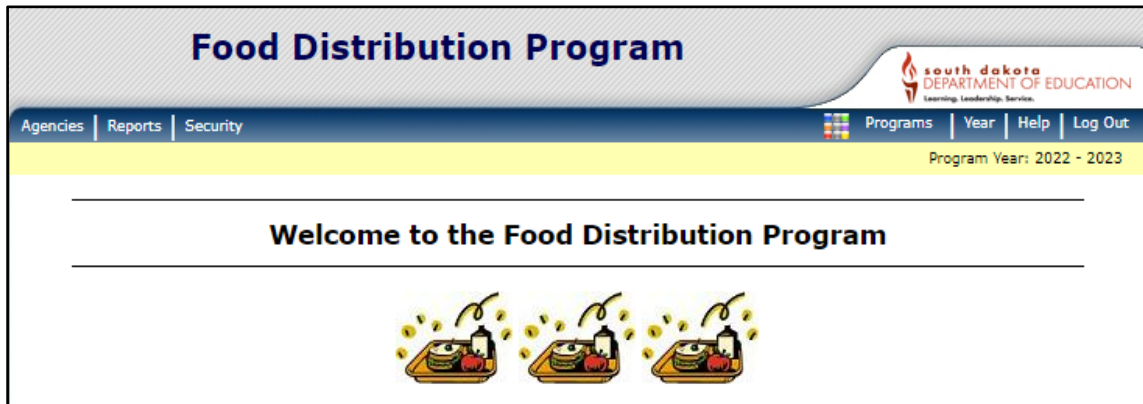 Food Distribution Program
south dakota
DEPARTMENT OF EDUCATION
Learning. Leadership. Service.
Agencies | Reports | Security
Programs | Year | Help | Log Out
Program Year: 2022 - 2023
Welcome to the Food Distribution Program